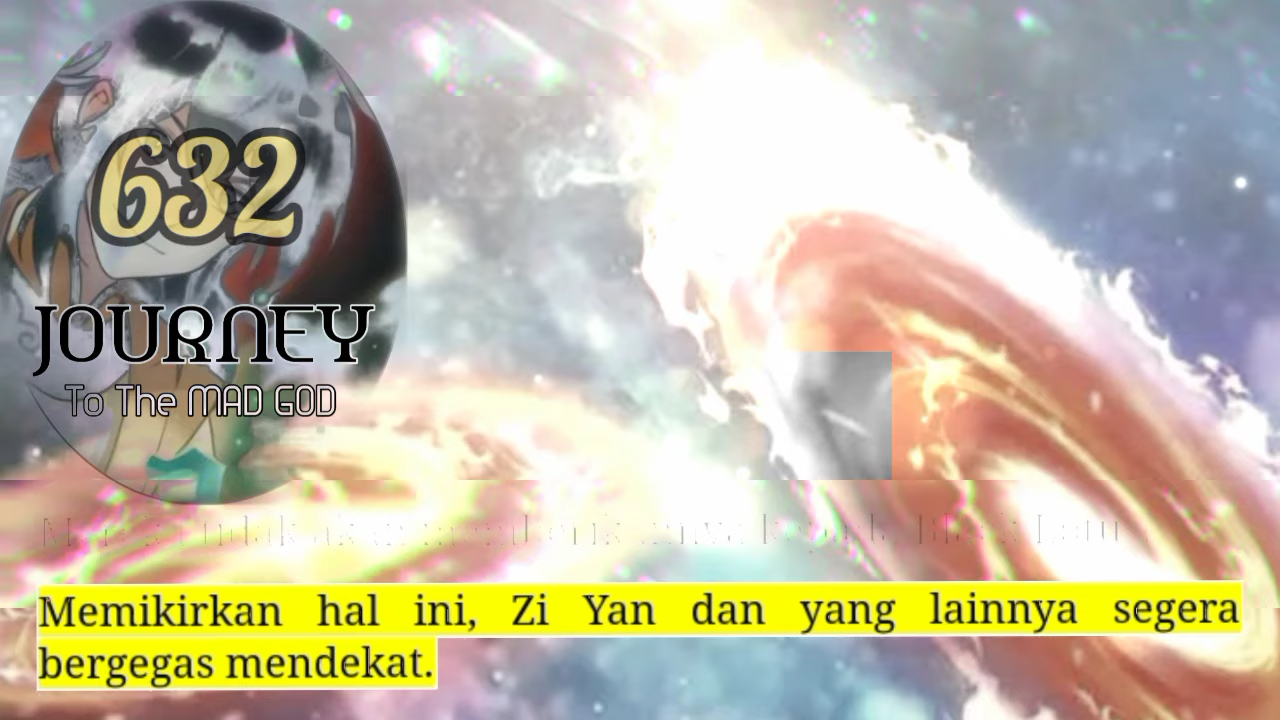 632
JOURNEY
To The MAD GOD
Memikirkan hal ini, Zi Yan dan yang lainnya segera
bergegas mendekat.